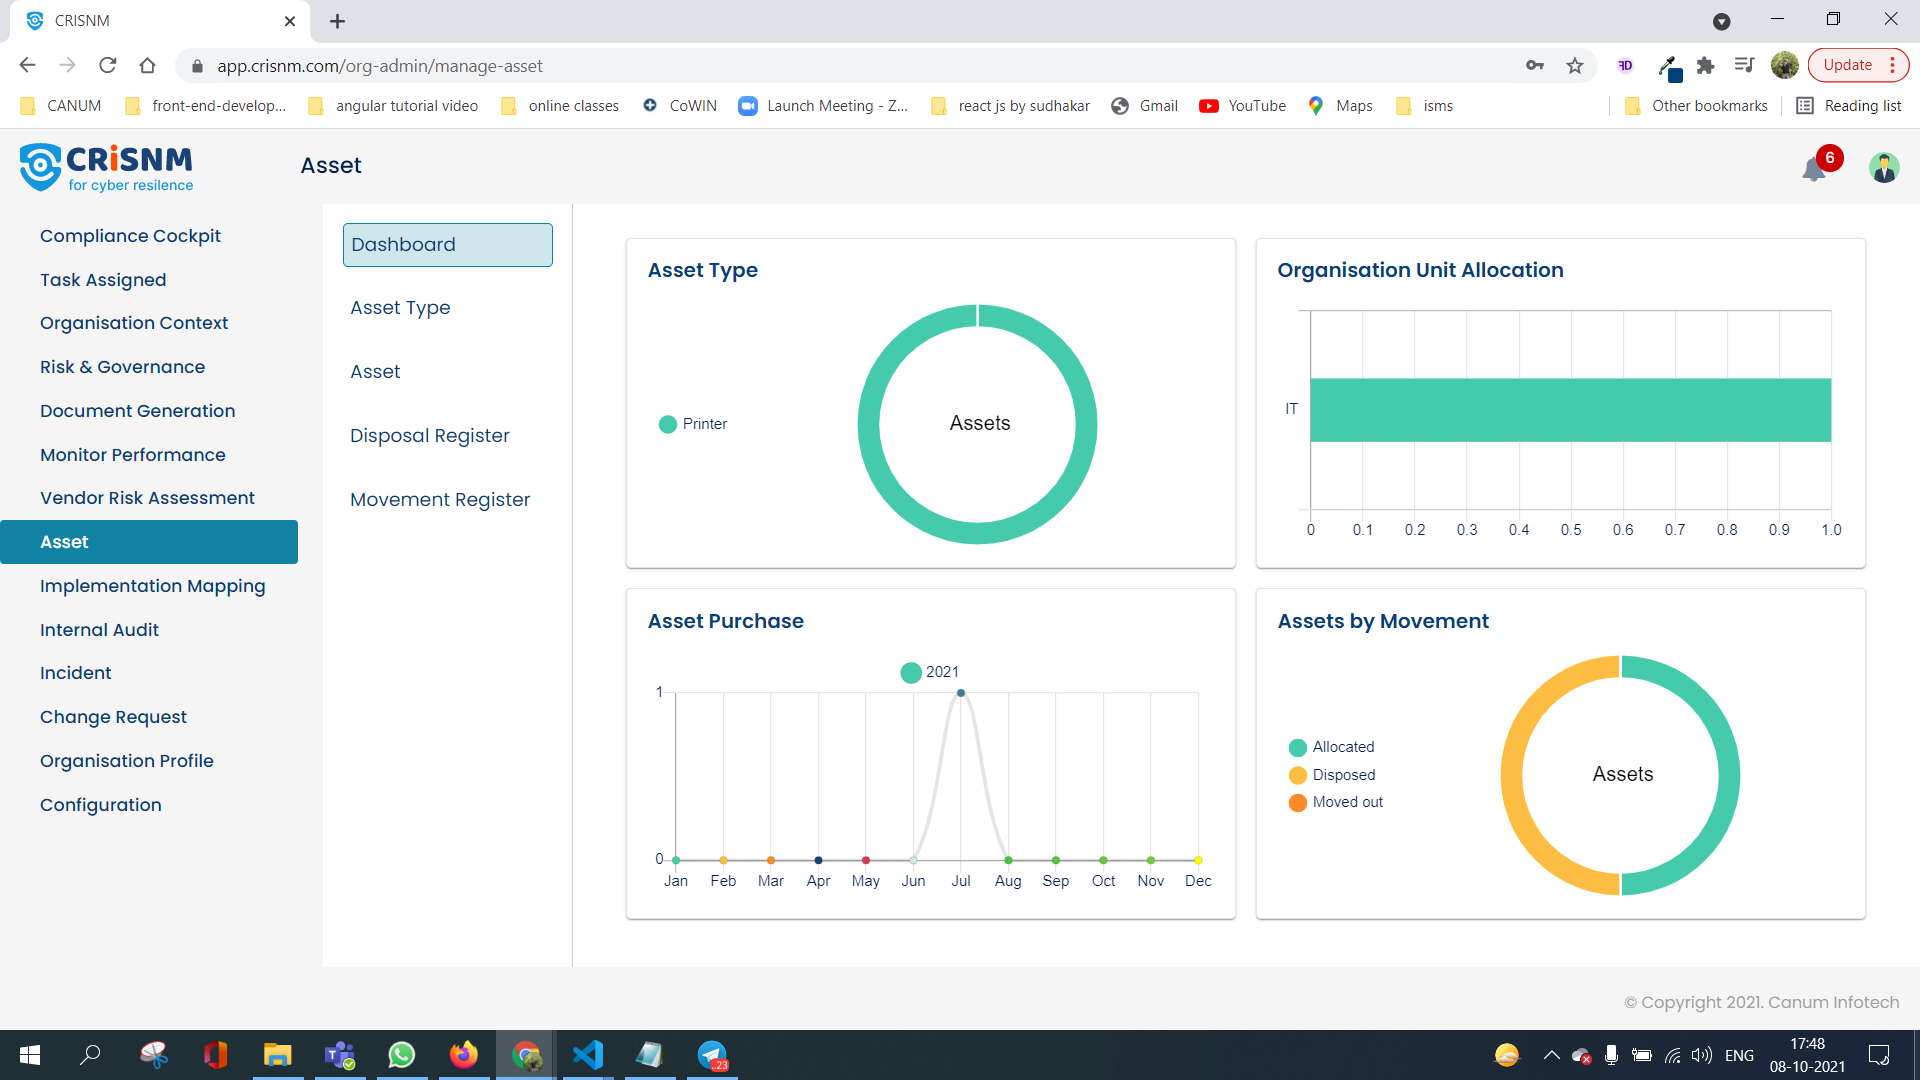 CRISNM
app.crisnm.com/org-admin/manage-asset
Update
CANUM
front-end-develop...
angular tutorial video
online classes
CoWIN
Launch Meeting - Z...
react js by sudhakar
Gmail
YouTube
Maps
isms
Other bookmarks
Reading list
CRiSNM
for cyber resilence
Asset
6
Compliance Cockpit
Task Assigned
Organisation Context
Risk & Governance
Document Generation
Monitor Performance
Vendor Risk Assessment
Asset
Implementation Mapping
Internal Audit
Incident
Change Request
Organisation Profile
Configuration
Dashboard
Asset Type
Asset
Disposal Register
Movement Register
Asset Type
Printer
Assets
Organisation Unit Allocation
IT
0 0.1 0.2 0.3 0.4 0.5 0.6 0.7 0.8 0.9 1.0
Asset Purchase
2021
1
0
Jan Feb Mar Apr May Jun Jul Aug Sep Oct Nov Dec
Assets by Movement
Allocated
Disposed
Moved out
Assets
© Copyright 2021. Canum Infotech
..23
ENG
17:48
08-10-2021